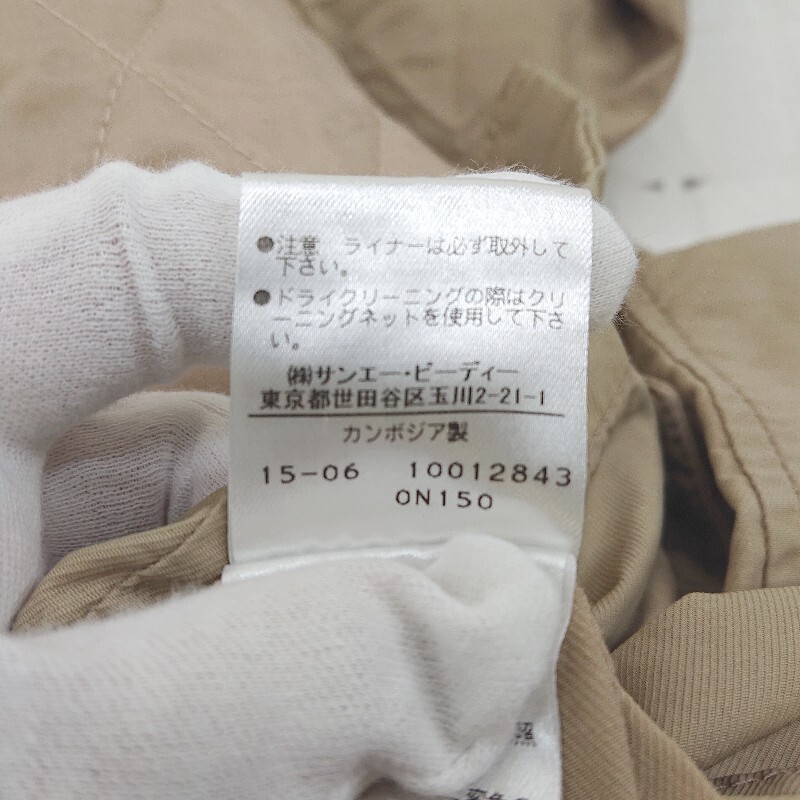 ●注意　ライナーは必ず取外して
下さい。
●ドライクリーニングの際はクリ
ーニングネットを使用して下さ
い。
㈱サンエー・ビーディー
東京都世田谷区玉川2-21-1
カンボジア製
15-06　10012843
0N150